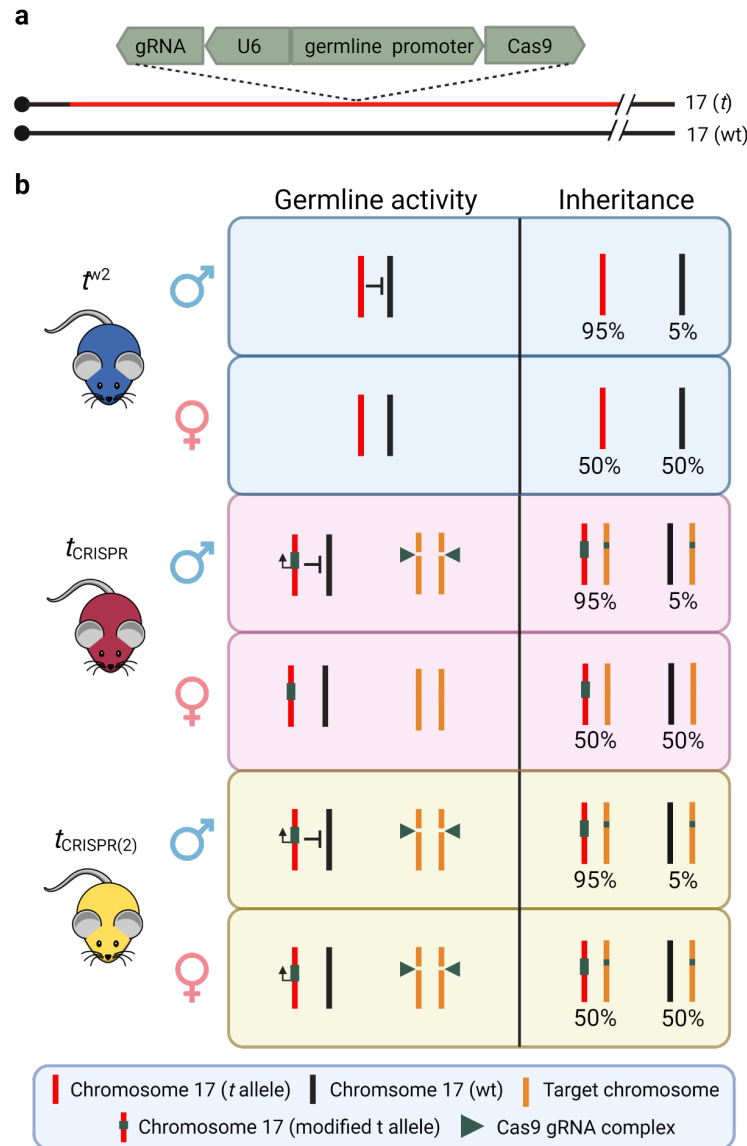 a
gRNA U6 germline promoter Cas9
17 (t)
17 (wt)
b
Germline activity Inheritance
tw2
95% 5%
50% 50%
tCRISPR
95% 5%
50% 50%
tCRISPR(2)
95% 5%
50% 50%
Chromosome 17 (t allele) Chromsome 17 (wt) Target chromosome
Chromosome 17 (modified t allele) Cas9 gRNA complex